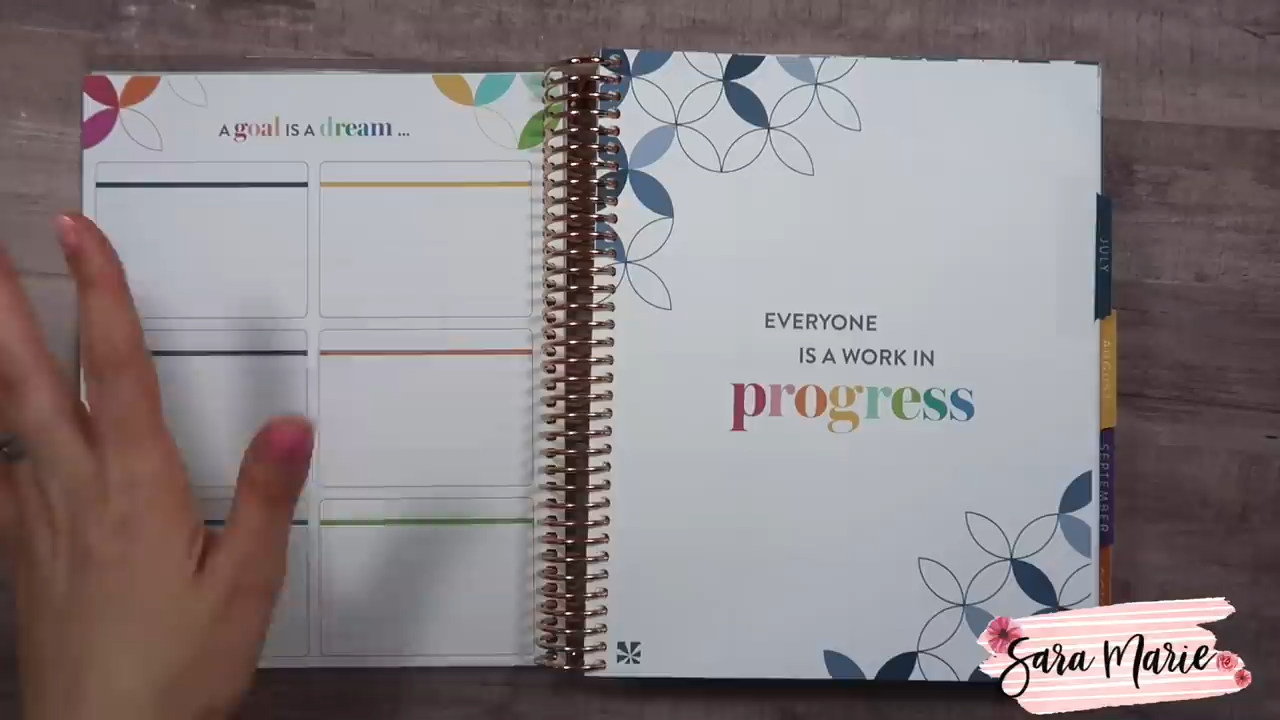 A goal IS A dream ...
EVERYONE
IS A WORK IN
progress
JULY
AUGUST
SEPTEMBER
Sara Marie